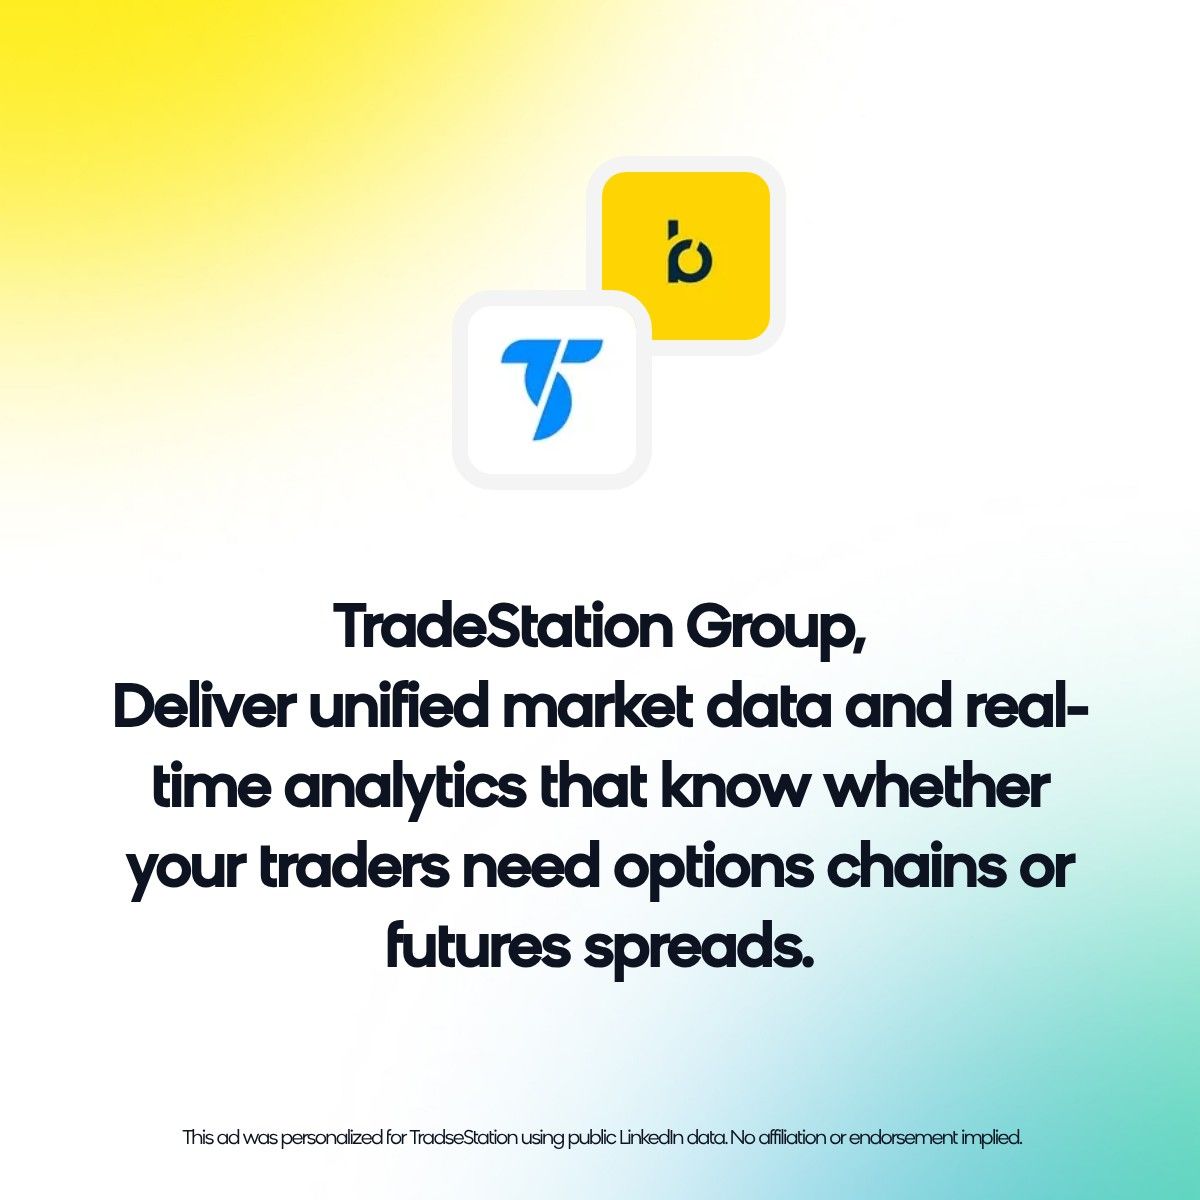 TradeStation Group,
Deliver unified market data and real-
time analytics that know whether
your traders need options chains or
futures spreads.
This ad was personalized for TradseStation using public LinkedIn data. No affiliation or endorsement implied.